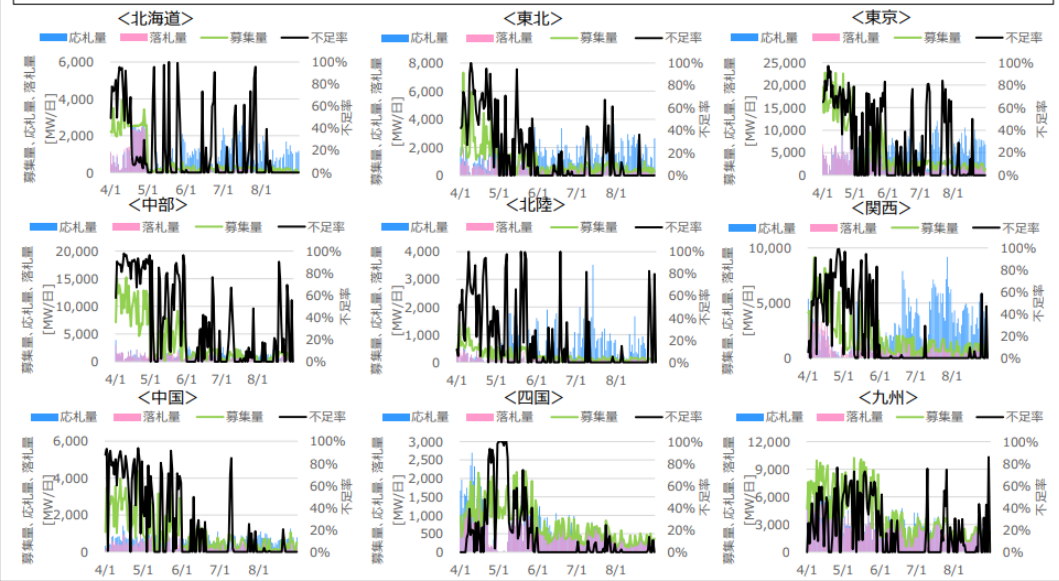 <北海道>
応札量 落札量 募集量 不足率
募集量、応札量、落札量
[MW/日]
6,000
4,000
2,000
0
100%
80%
60%
40%
20%
0%
不足率
4/1 5/1 6/1 7/1 8/1
<東北>
応札量 落札量 募集量 不足率
募集量、応札量、落札量
[MW/日]
8,000
6,000
4,000
2,000
0
100%
80%
60%
40%
20%
0%
不足率
4/1 5/1 6/1 7/1 8/1
<東京>
応札量 落札量 募集量 不足率
募集量、応札量、落札量
[MW/日]
25,000
20,000
15,000
10,000
5,000
0
100%
80%
60%
40%
20%
0%
不足率
4/1 5/1 6/1 7/1 8/1
<中部>
応札量 落札量 募集量 不足率
募集量、応札量、落札量
[MW/日]
20,000
15,000
10,000
5,000
0
100%
80%
60%
40%
20%
0%
不足率
4/1 5/1 6/1 7/1 8/1
<北陸>
応札量 落札量 募集量 不足率
募集量、応札量、落札量
[MW/日]
4,000
3,000
2,000
1,000
0
100%
80%
60%
40%
20%
0%
不足率
4/1 5/1 6/1 7/1 8/1
<関西>
応札量 落札量 募集量 不足率
募集量、応札量、落札量
[MW/日]
10,000
5,000
0
100%
80%
60%
40%
20%
0%
不足率
4/1 5/1 6/1 7/1 8/1
<中国>
応札量 落札量 募集量 不足率
募集量、応札量、落札量
[MW/日]
6,000
4,000
2,000
0
100%
80%
60%
40%
20%
0%
不足率
4/1 5/1 6/1 7/1 8/1
<四国>
応札量 落札量 募集量 不足率
募集量、応札量、落札量
[MW/日]
3,000
2,500
2,000
1,500
1,000
500
0
100%
80%
60%
40%
20%
0%
不足率
4/1 5/1 6/1 7/1 8/1
<九州>
応札量 落札量 募集量 不足率
募集量、応札量、落札量
[MW/日]
12,000
9,000
6,000
3,000
0
100%
80%
60%
40%
20%
0%
不足率
4/1 5/1 6/1 7/1 8/1